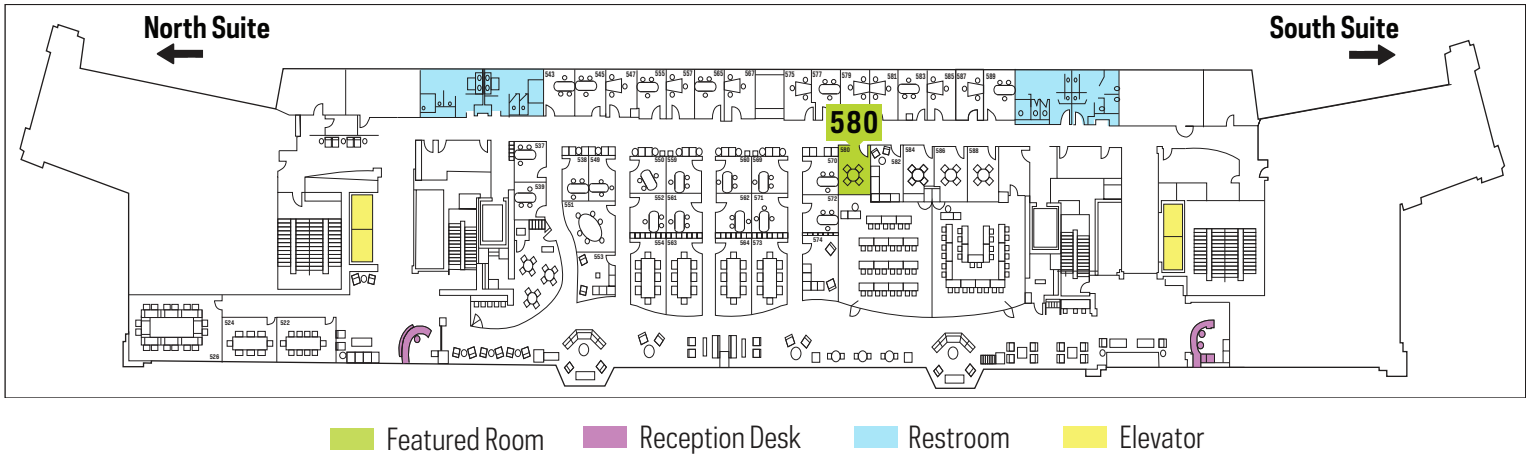 North Suite
South Suite
543 545 547 555 557 565 567 575 577 579 581 583 585 587 589
580
537 538 549 550 559 560 569 570 580 582 584 586 588
539 551 552 561 562 571 572
553 554 563 564 573 574
524 522
526
Featured Room Reception Desk Restroom Elevator